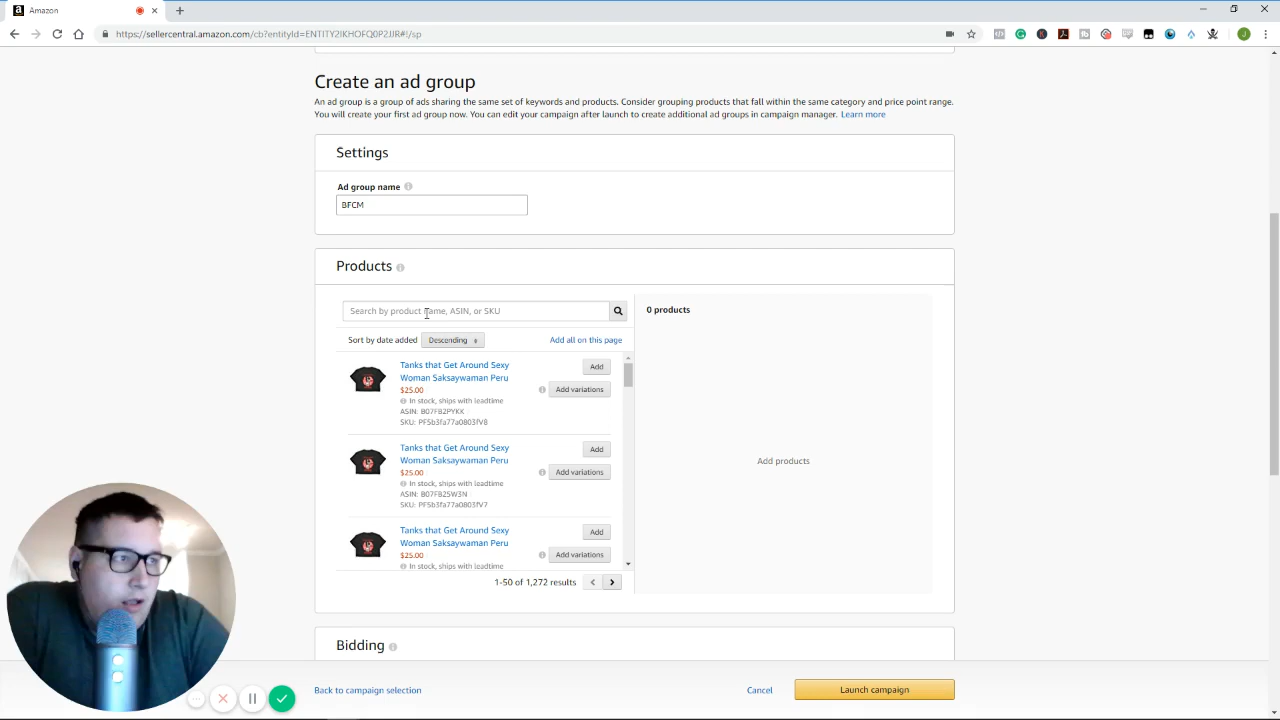 a Amazon
https://sellercentral.amazon.com/cb?entityId=ENTITY2IKHOFQ0P2JJR#!/sp
J
Create an ad group
An ad group is a group of ads sharing the same set of keywords and products. Consider grouping products that fall within the same category and price point range.
You will create your first ad group now. You can edit your campaign after launch to create additional ad groups in campaign manager. Learn more
Settings
Ad group name
BFCM
Products
Search by product name, ASIN, or SKU
0 products
Sort by date added Descending Add all on this page
Tanks that Get Around Sexy Add
Woman Saksaywaman Peru
$25.00 Add variations
In stock, ships with leadtime
ASIN: B07FB2PYKX
SKU: PF5b3fa77a0803fV8
Tanks that Get Around Sexy Add
Woman Saksaywaman Peru
$25.00 Add variations
In stock, ships with leadtime
ASIN: B07FB25W3N
SKU: PF5b3fa77a0803fV7
Tanks that Get Around Sexy Add
Woman Saksaywaman Peru
$25.00 Add variations
In stock, ships with leadtime
Add products
1-50 of 1,272 results
Bidding
Back to campaign selection Cancel Launch campaign